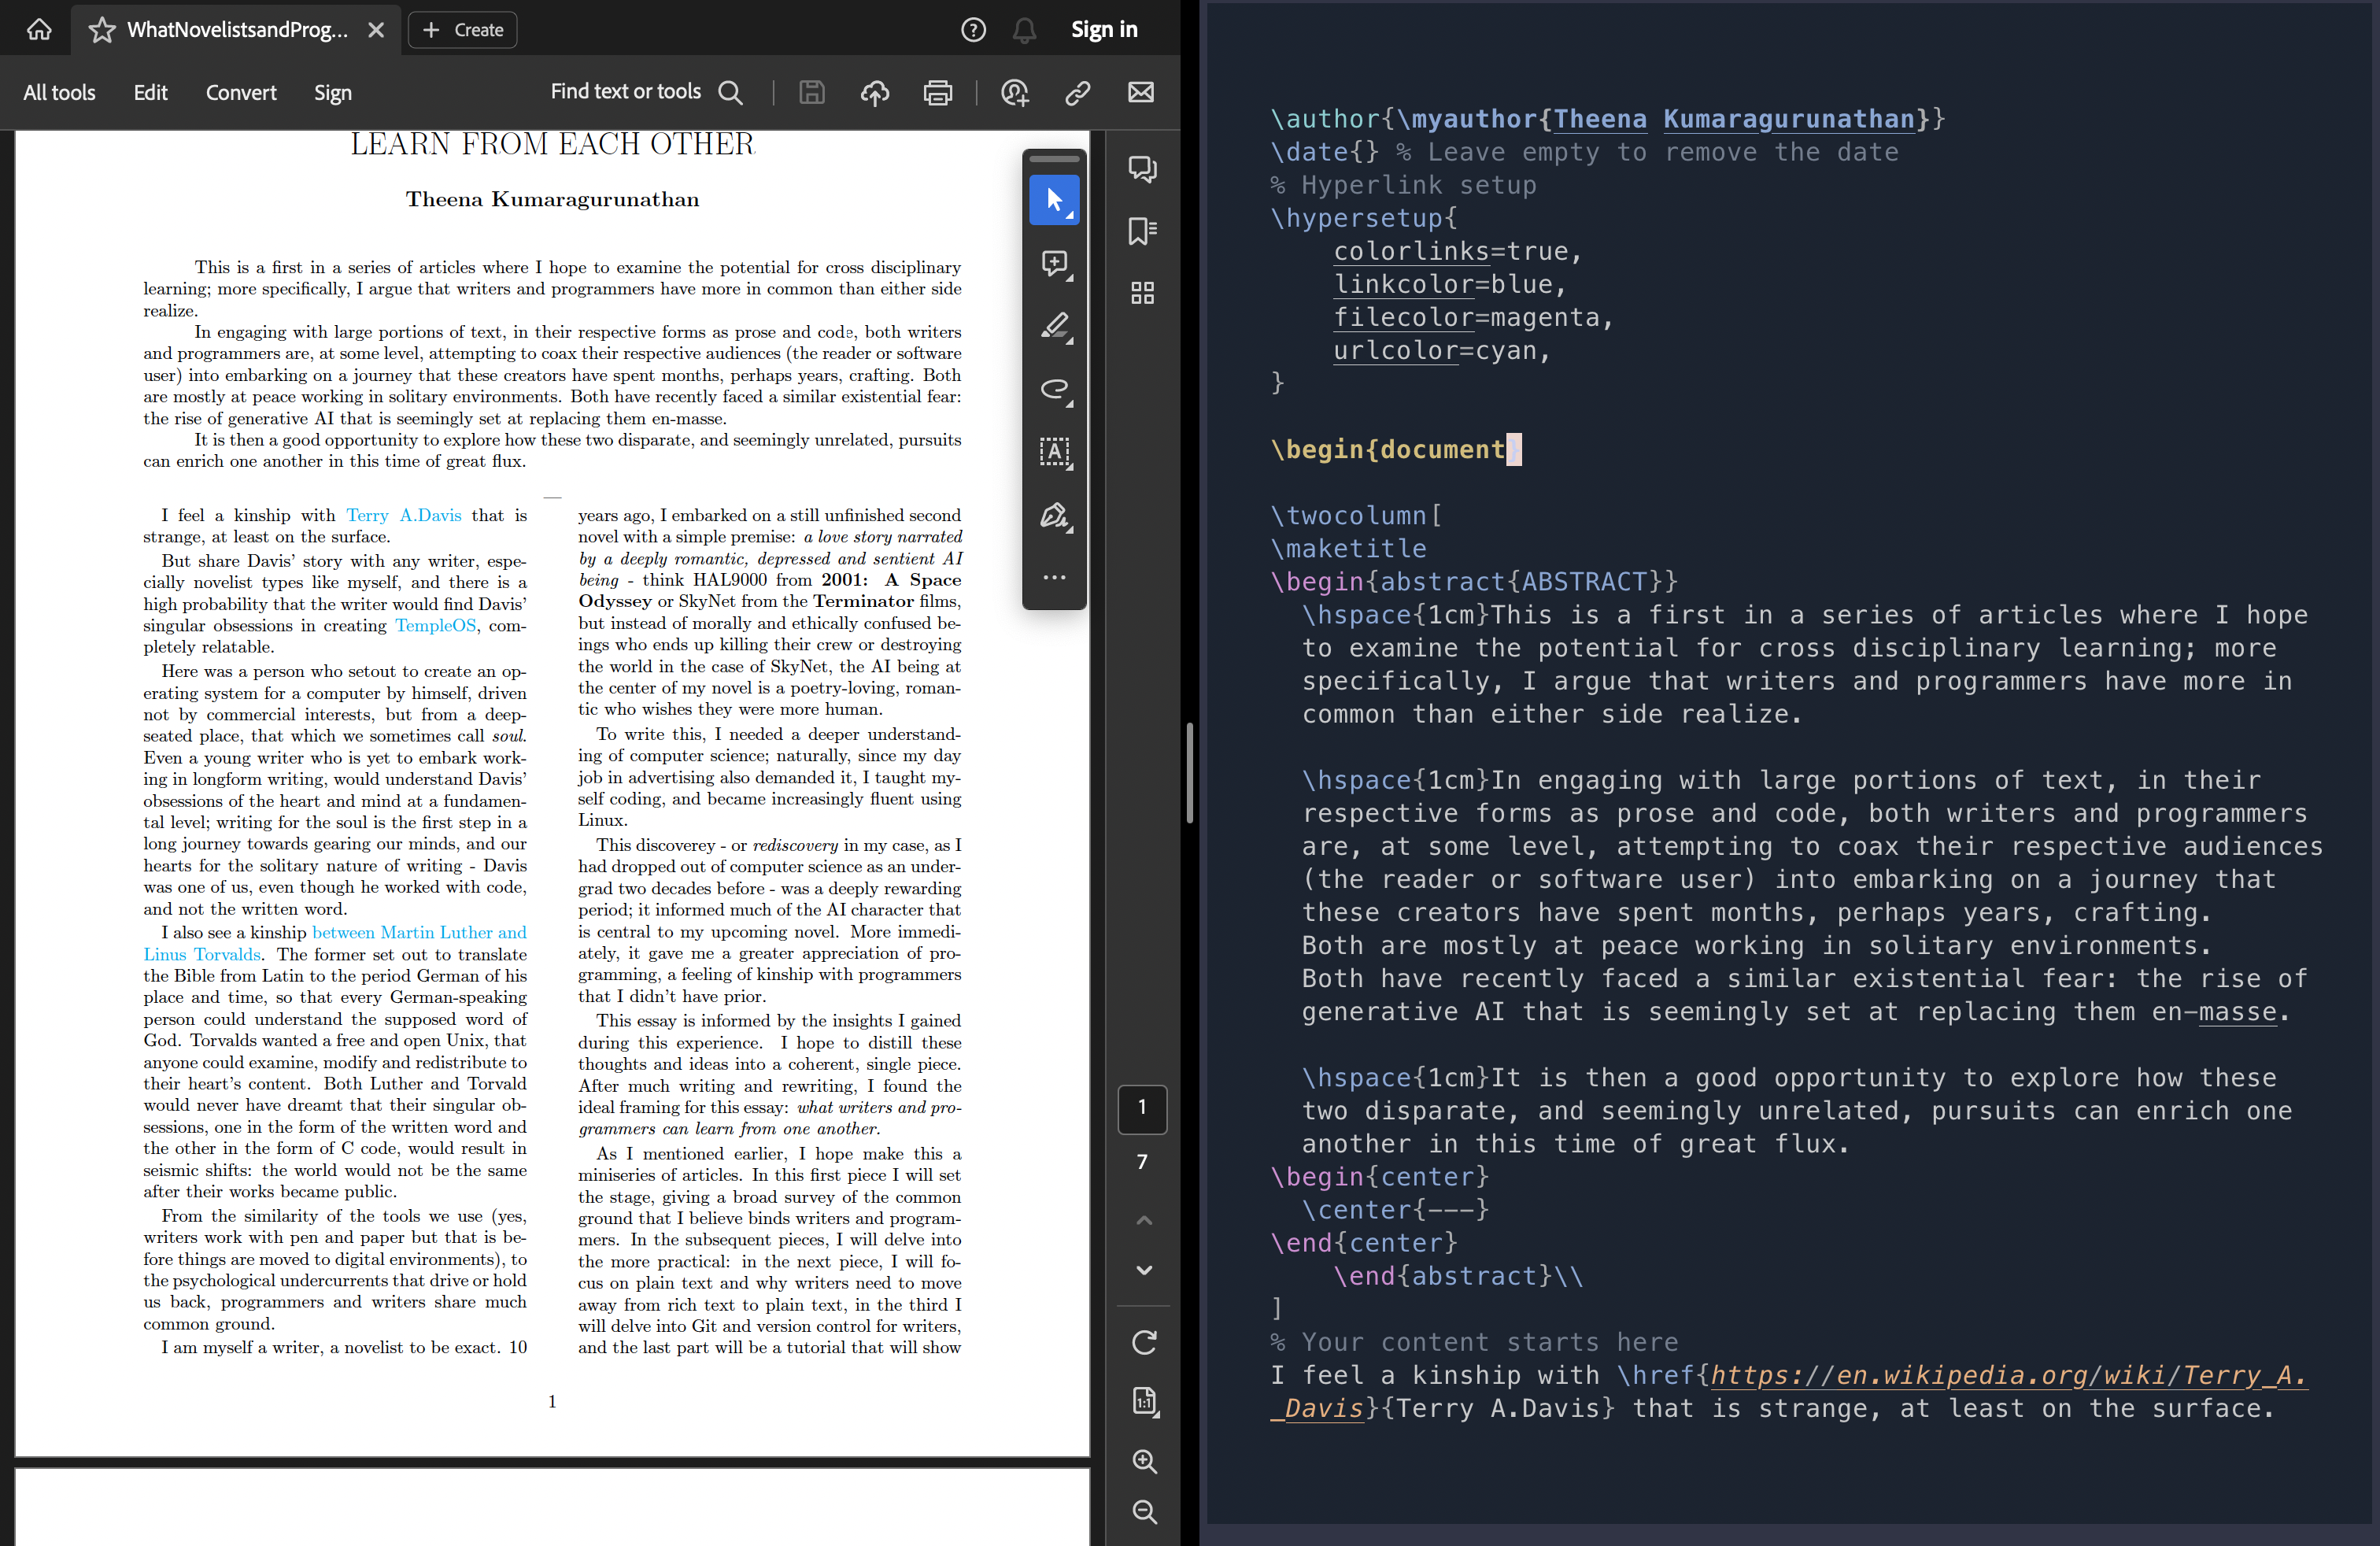 WhatNovelistsandProg...
Create
Sign in
All tools
Edit
Convert
Sign
Find text or tools
LEARN FROM EACH OTHER
Theena Kumaragurunathan
This is a first in a series of articles where I hope to examine the potential for cross disciplinary
learning; more specifically, I argue that writers and programmers have more in common than either side
realize.
In engaging with large portions of text, in their respective forms as prose and code, both writers
and programmers are, at some level, attempting to coax their respective audiences (the reader or software
user) into embarking on a journey that these creators have spent months, perhaps years, crafting. Both
are mostly at peace working in solitary environments. Both have recently faced a similar existential fear:
the rise of generative AI that is seemingly set at replacing them en-masse.
It is then a good opportunity to explore how these two disparate, and seemingly unrelated, pursuits
can enrich one another in this time of great flux.
—
I feel a kinship with Terry A.Davis that is
strange, at least on the surface.
But share Davis' story with any writer, espe-
cially novelist types like myself, and there is a
high probability that the writer would find Davis'
singular obsessions in creating TempleOS, com-
pletely relatable.
Here was a person who setout to create an op-
erating system for a computer by himself, driven
not by commercial interests, but from a deep-
seated place, that which we sometimes call soul.
Even a young writer who is yet to embark work-
ing in longform writing, would understand Davis'
obsessions of the heart and mind at a fundamen-
tal level; writing for the soul is the first step in a
long journey towards gearing our minds, and our
hearts for the solitary nature of writing - Davis
was one of us, even though he worked with code,
and not the written word.
I also see a kinship between Martin Luther and
Linus Torvalds. The former set out to translate
the Bible from Latin to the period German of his
place and time, so that every German-speaking
person could understand the supposed word of
God. Torvalds wanted a free and open Unix, that
anyone could examine, modify and redistribute to
their heart's content. Both Luther and Torvald
would never have dreamt that their singular ob-
sessions, one in the form of the written word and
the other in the form of C code, would result in
seismic shifts: the world would not be the same
after their works became public.
From the similarity of the tools we use (yes,
writers work with pen and paper but that is be-
fore things are moved to digital environments), to
the psychological undercurrents that drive or hold
us back, programmers and writers share much
common ground.
I am myself a writer, a novelist to be exact. 10
years ago, I embarked on a still unfinished second
novel with a simple premise: a love story narrated
by a deeply romantic, depressed and sentient AI
being - think HAL9000 from 2001: A Space
Odyssey or SkyNet from the Terminator films,
but instead of morally and ethically confused be-
ings who ends up killing their crew or destroying
the world in the case of SkyNet, the AI being at
the center of my novel is a poetry-loving, roman-
tic who wishes they were more human.
To write this, I needed a deeper understand-
ing of computer science; naturally, since my day
job in advertising also demanded it, I taught my-
self coding, and became increasingly fluent using
Linux.
This discoverey - or rediscovery in my case, as I
had dropped out of computer science as an under-
grad two decades before - was a deeply rewarding
period; it informed much of the AI character that
is central to my upcoming novel. More immedi-
ately, it gave me a greater appreciation of pro-
gramming, a feeling of kinship with programmers
that I didn't have prior.
This essay is informed by the insights I gained
during this experience. I hope to distill these
thoughts and ideas into a coherent, single piece.
After much writing and rewriting, I found the
ideal framing for this essay: what writers and pro-
grammers can learn from one another.
As I mentioned earlier, I hope make this a
miniseries of articles. In this first piece I will set
the stage, giving a broad survey of the common
ground that I believe binds writers and program-
mers. In the subsequent pieces, I will delve into
the more practical: in the next piece, I will fo-
cus on plain text and why writers need to move
away from rich text to plain text, in the third I
will delve into Git and version control for writers,
and the last part will be a tutorial that will show
1
A
1
7
1:1
\author{\myauthor{Theena Kumaragurunathan}}
\date{} % Leave empty to remove the date
% Hyperlink setup
\hypersetup{
colorlinks=true,
linkcolor=blue,
filecolor=magenta,
urlcolor=cyan,
}
\begin{document}
\twocolumn[
\maketitle
\begin{abstract{ABSTRACT}}
\hspace{1cm}This is a first in a series of articles where I hope
to examine the potential for cross disciplinary learning; more
specifically, I argue that writers and programmers have more in
common than either side realize.
\hspace{1cm}In engaging with large portions of text, in their
respective forms as prose and code, both writers and programmers
are, at some level, attempting to coax their respective audiences
(the reader or software user) into embarking on a journey that
these creators have spent months, perhaps years, crafting.
Both are mostly at peace working in solitary environments.
Both have recently faced a similar existential fear: the rise of
generative AI that is seemingly set at replacing them en-masse.
\hspace{1cm}It is then a good opportunity to explore how these
two disparate, and seemingly unrelated, pursuits can enrich one
another in this time of great flux.
\begin{center}
\center{---}
\end{center}
\end{abstract}\\
]
% Your content starts here
I feel a kinship with \href{https://en.wikipedia.org/wiki/Terry_A.
_Davis}{Terry A.Davis} that is strange, at least on the surface.